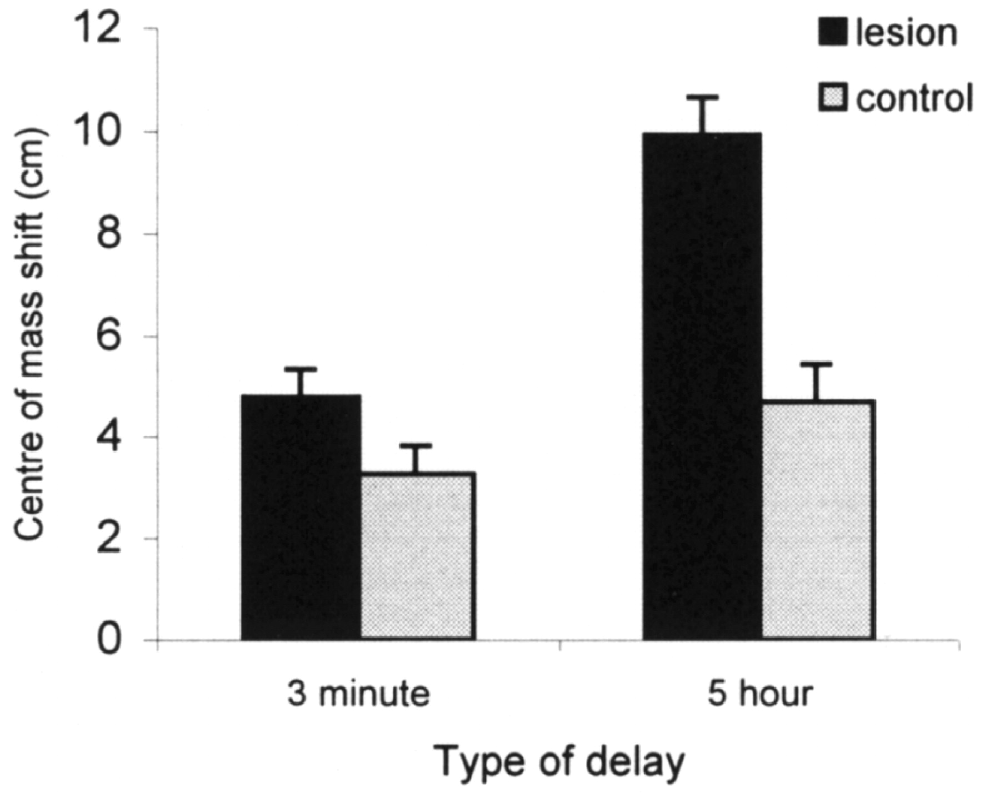 12
10
8
6
4
2
0
Centre of mass shift (cm)
lesion
control
3 minute
5 hour
Type of delay